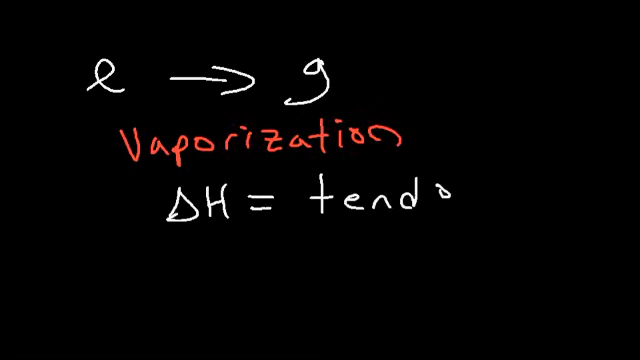 l → g
Vaporization
ΔH = +endo